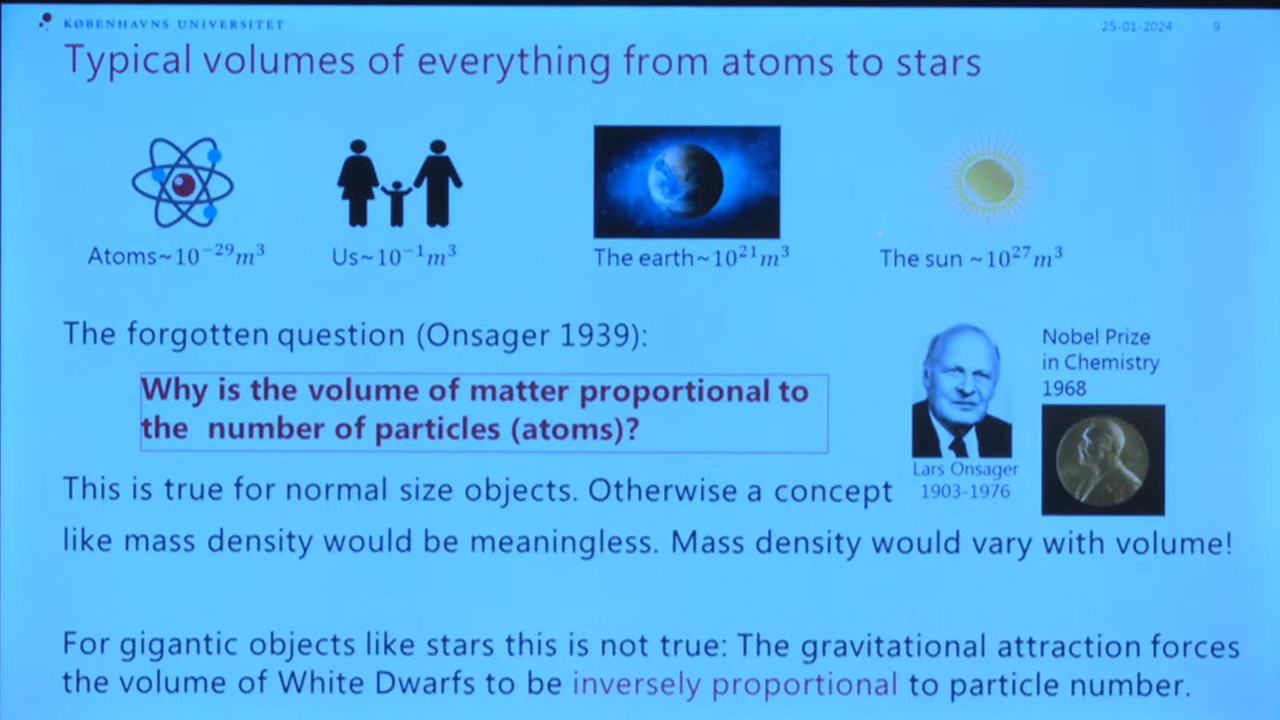 KØBENHAVNS UNIVERSITET
25-01-2024 9
Typical volumes of everything from atoms to stars
Atoms~10⁻²⁹m³
Us~10⁻¹m³
The earth~10²¹m³
The sun ~10²⁷m³
The forgotten question (Onsager 1939):
Why is the volume of matter proportional to
the number of particles (atoms)?
Nobel Prize
in Chemistry
1968
Lars Onsager
1903-1976
This is true for normal size objects. Otherwise a concept
like mass density would be meaningless. Mass density would vary with volume!
For gigantic objects like stars this is not true: The gravitational attraction forces
the volume of White Dwarfs to be inversely proportional to particle number.